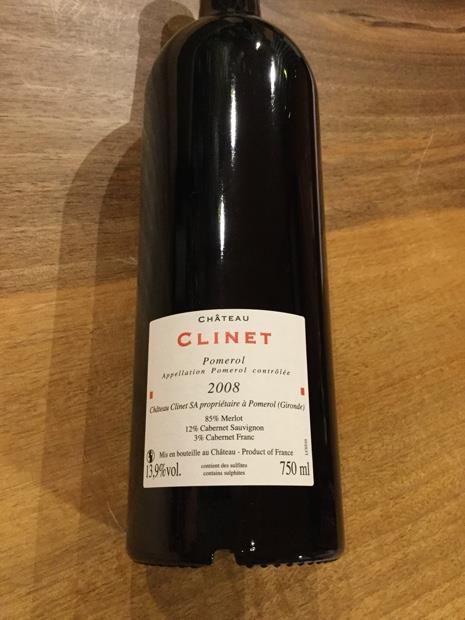 CHÂTEAU
CLINET
Pomerol
Appellation Pomerol contrôlée
2008
Château Clinet SA propriétaire à Pomerol (Gironde)
85% Merlot
12% Cabernet Sauvignon
3% Cabernet Franc
Mis en bouteille au Château - Product of France
13,9%vol.
contient des sulfites
contains sulphites
750 ml